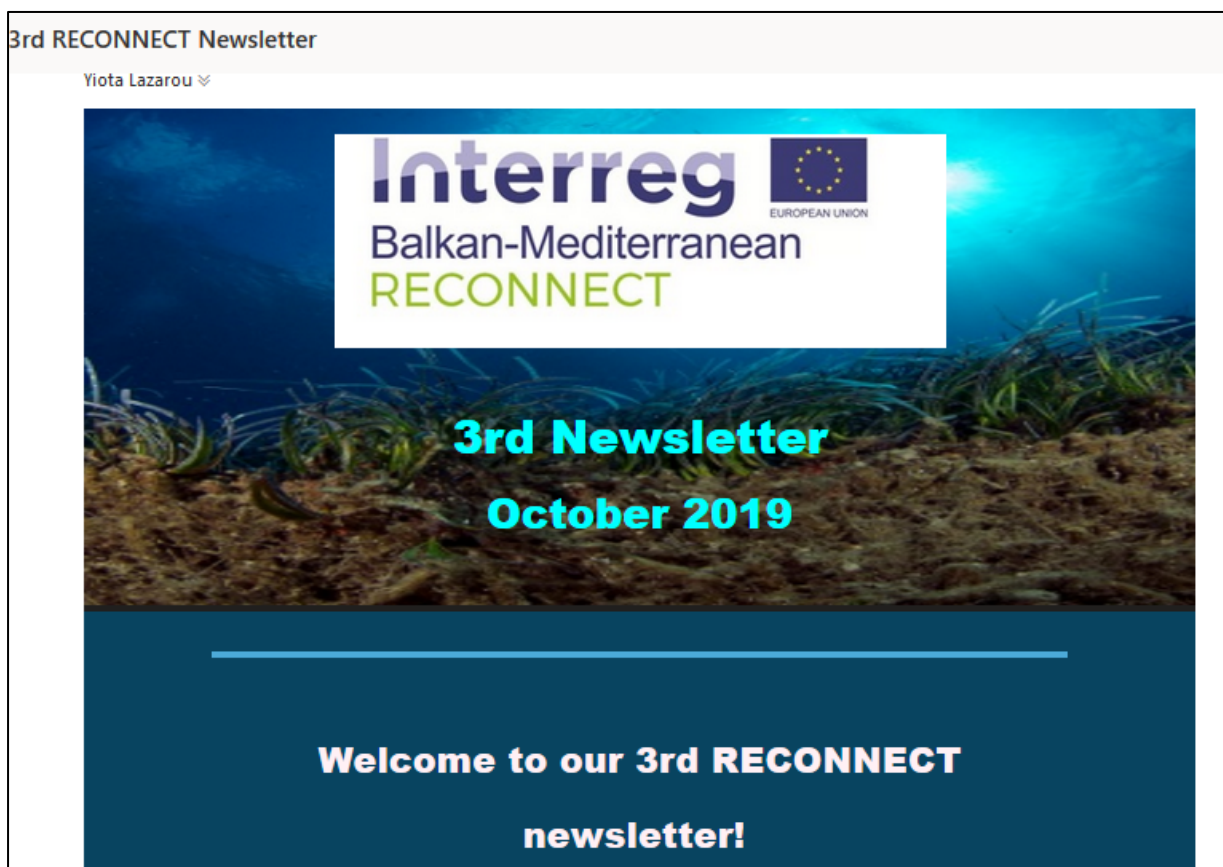 3rd RECONNECT Newsletter
Yiota Lazarou
Interreg
EUROPEAN UNION
Balkan-Mediterranean
RECONNECT
3rd Newsletter
October 2019
Welcome to our 3rd RECONNECT
newsletter!